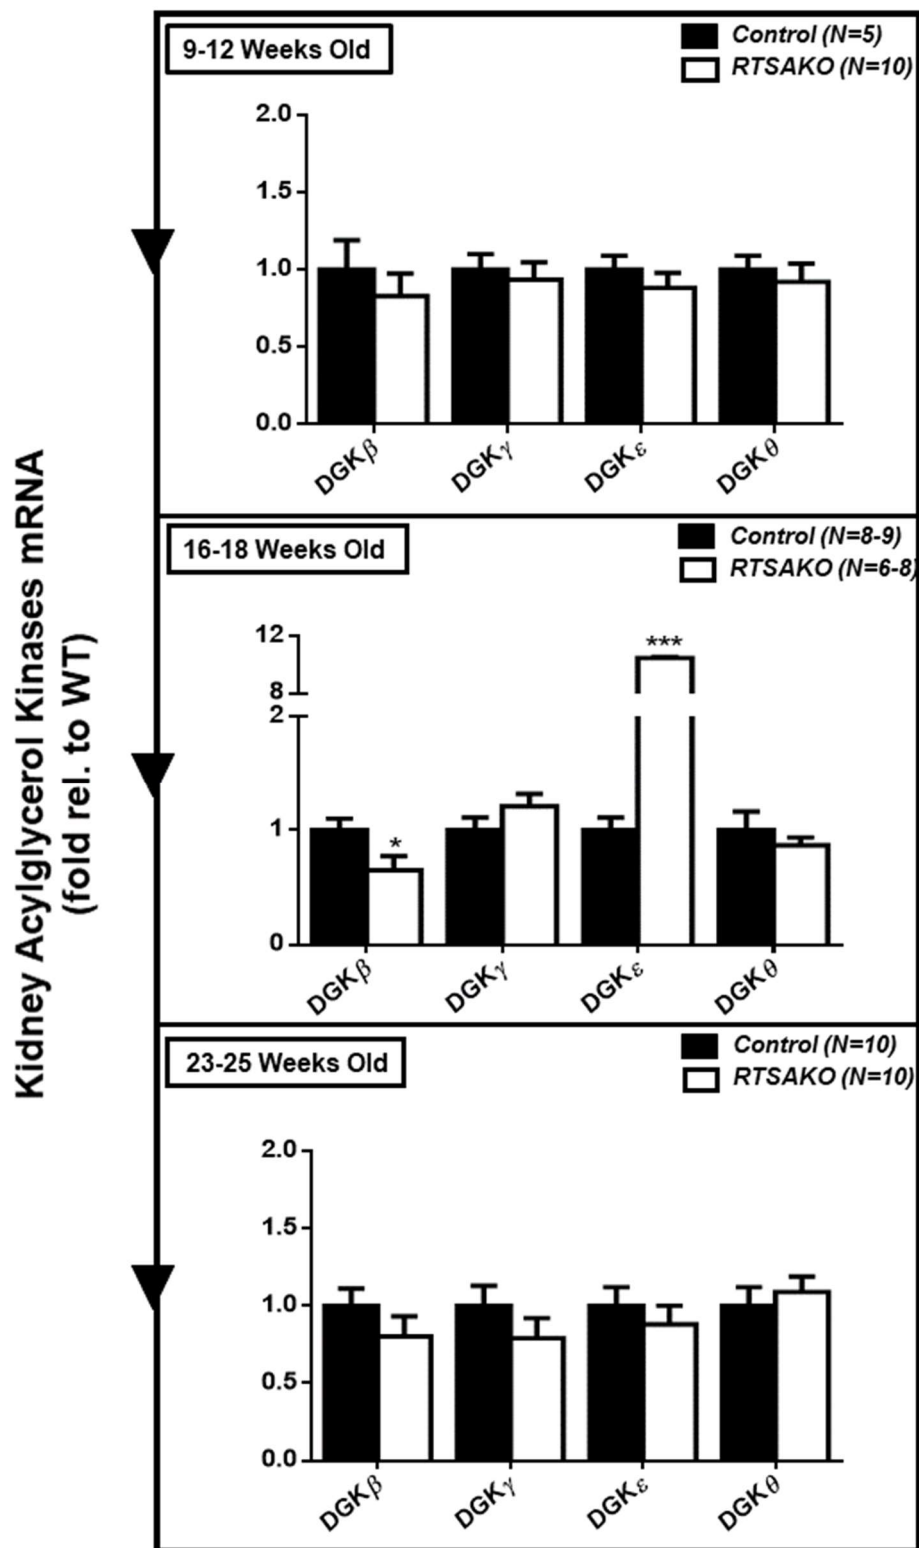 Kidney Acylglycerol Kinases mRNA
(fold rel. to WT)
9-12 Weeks Old
Control (N=5)
RTSAKO (N=10)
2.0
1.5
1.0
0.5
0.0
DGKβ
DGKγ
DGKε
DGKθ
16-18 Weeks Old
Control (N=8-9)
RTSAKO (N=6-8)
12
8
2
1
0
***
*
DGKβ
DGKγ
DGKε
DGKθ
23-25 Weeks Old
Control (N=10)
RTSAKO (N=10)
2.0
1.5
1.0
0.5
0.0
DGKβ
DGKγ
DGKε
DGKθ